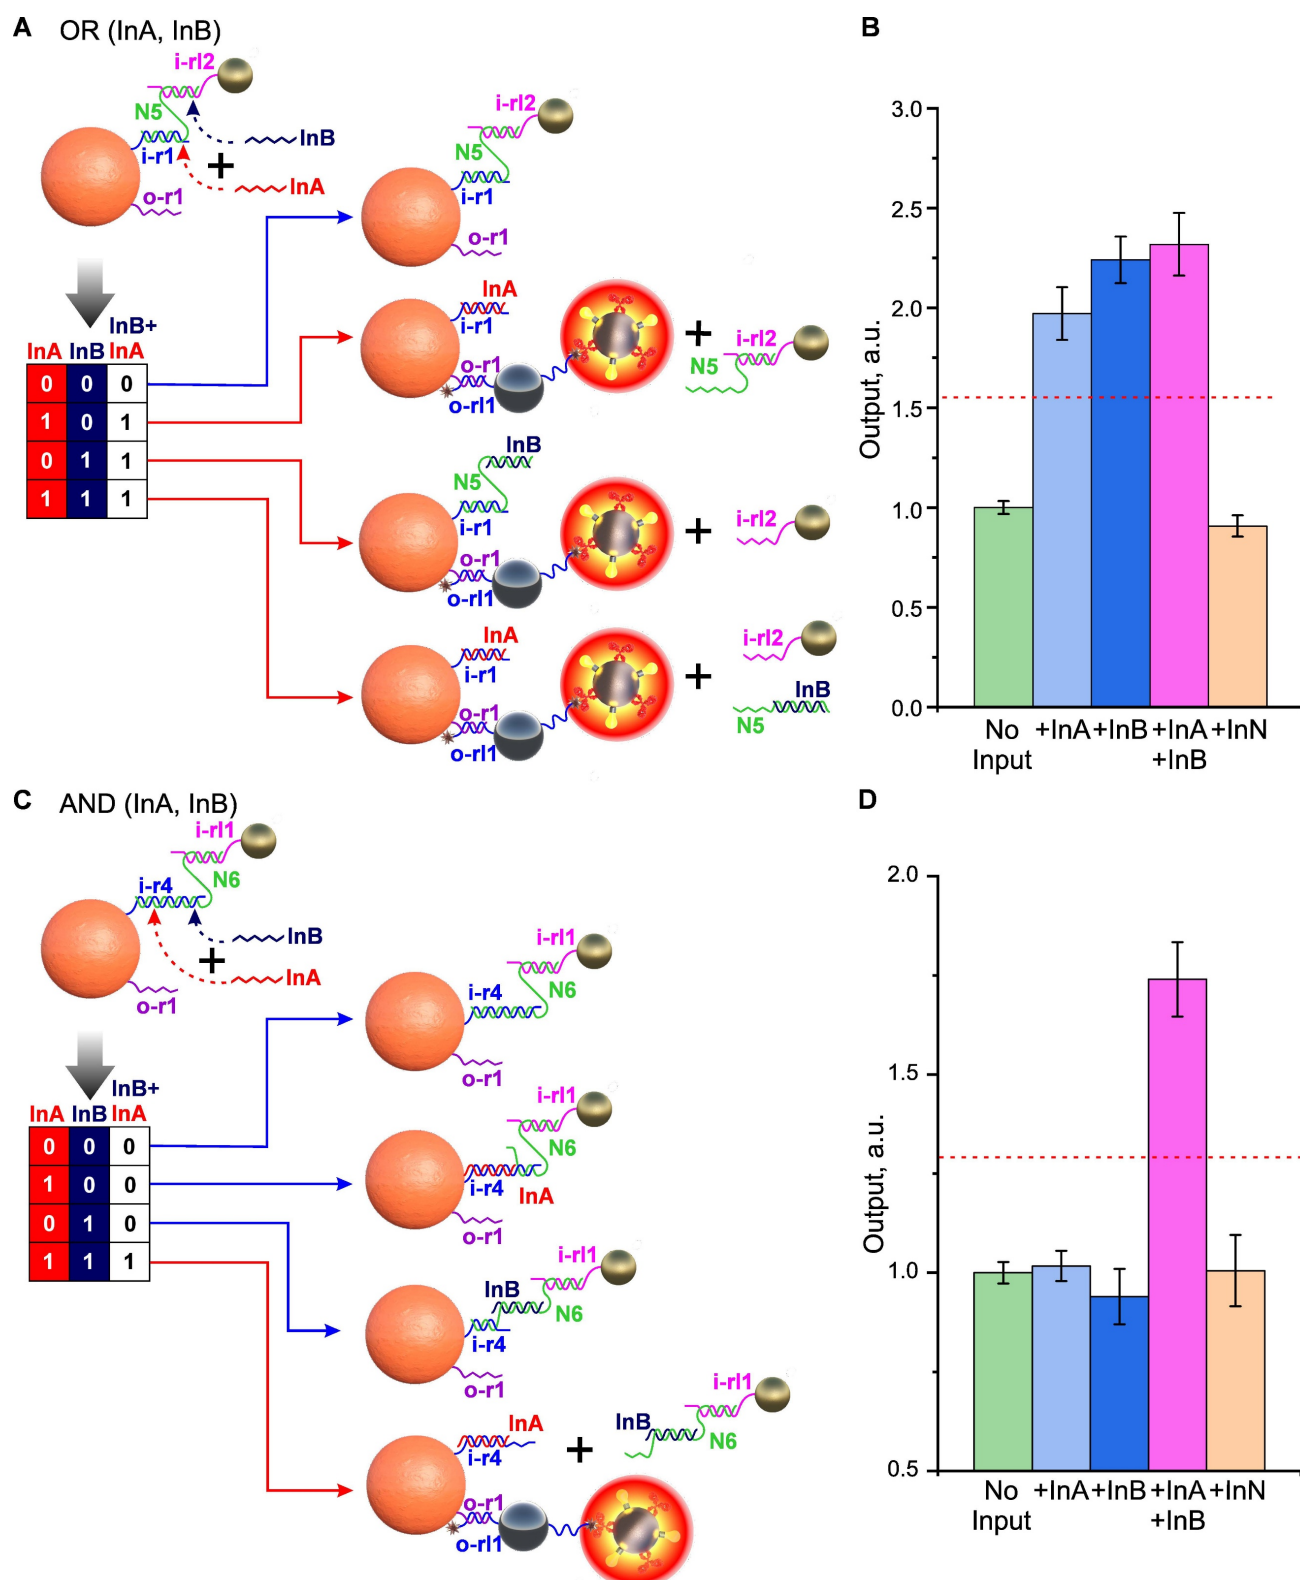 A OR (InA, InB)
i-rl2
N5
i-r1
InB
+
InA
o-r1
InB+
InA InB InA
0 0 0
1 0 1
0 1 1
1 1 1
i-rl2
N5
i-r1
o-r1
InA
i-r1
o-r1
o-rl1
+
i-rl2
N5
InB
N5
i-r1
o-r1
o-rl1
+
i-rl2
InA
i-r1
o-r1
o-rl1
+
i-rl2
InB
N5
B
Output, a.u.
3.0
2.5
2.0
1.5
1.0
0.5
0.0
No +InA +InB +InA +InN
Input +InB
C AND (InA, InB)
i-rl1
N6
i-r4
InB
+
InA
o-r1
InB+
InA InB InA
0 0 0
1 0 0
0 1 0
1 1 1
i-rl1
N6
i-r4
o-r1
i-rl1
N6
i-r4
InA
o-r1
i-rl1
InB
N6
i-r4
o-r1
InA
i-r4
+
i-rl1
InB
N6
o-r1
o-rl1
D
Output, a.u.
2.0
1.5
1.0
0.5
No +InA +InB +InA +InN
Input +InB